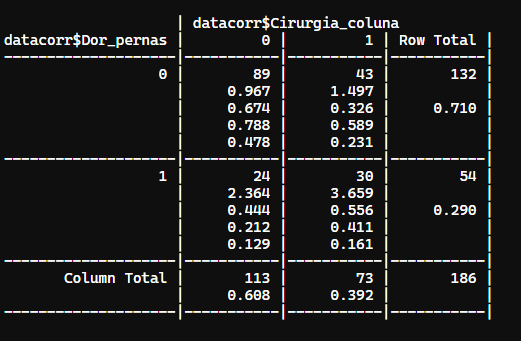 | datacorr$Cirurgia_coluna
datacorr$Dor_pernas | 0 | 1 | Row Total |
--------------------|-----------|-----------|-----------|
0 | 89 | 43 | 132 |
| 0.967 | 1.497 | |
| 0.674 | 0.326 | 0.710 |
| 0.788 | 0.589 | |
| 0.478 | 0.231 | |
--------------------|-----------|-----------|-----------|
1 | 24 | 30 | 54 |
| 2.364 | 3.659 | |
| 0.444 | 0.556 | 0.290 |
| 0.212 | 0.411 | |
| 0.129 | 0.161 | |
--------------------|-----------|-----------|-----------|
Column Total | 113 | 73 | 186 |
| 0.608 | 0.392 | |
--------------------|-----------|-----------|-----------|